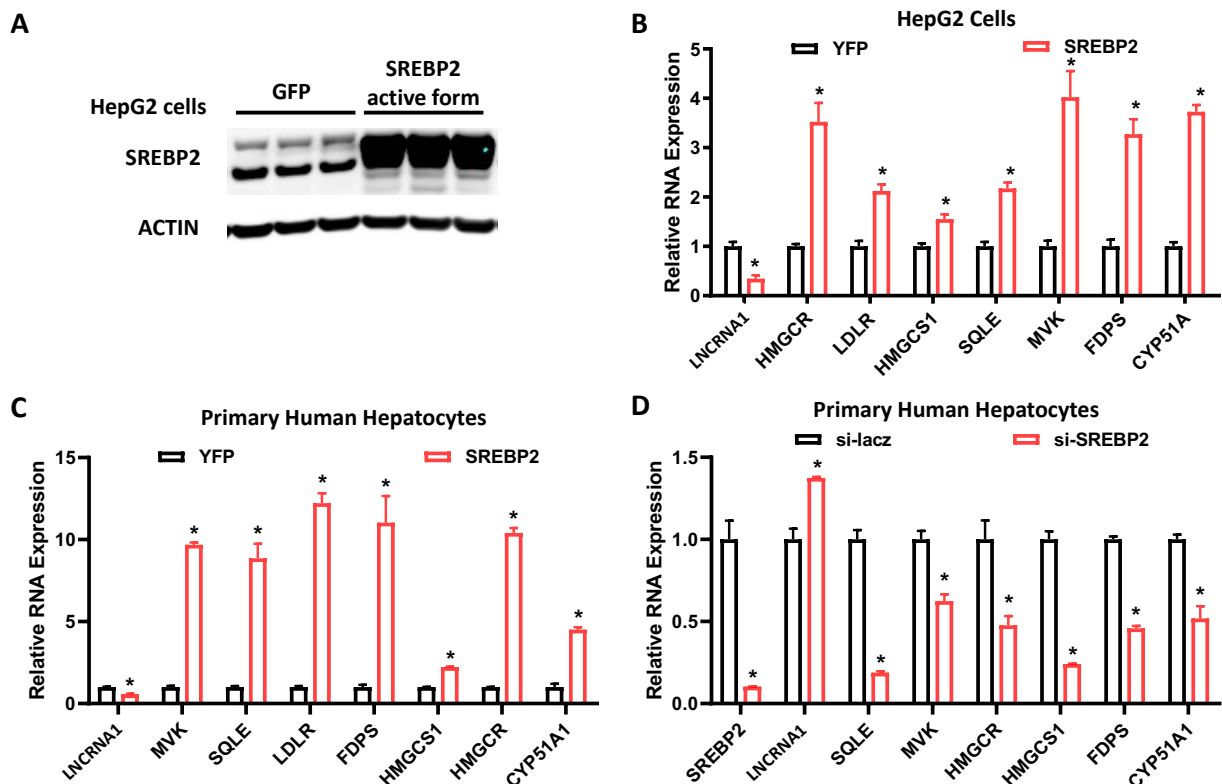 A
HepG2 cells
GFP
SREBP2
active form
SREBP2
ACTIN
B
HepG2 Cells
YFP
SREBP2
Relative RNA Expression
5
4
3
2
1
0
LNCRNA1
HMGCR
LDLR
HMGCS1
SQLE
MVK
FDPS
CYP51A
*
*
*
*
*
*
*
*
C
Primary Human Hepatocytes
YFP
SREBP2
Relative RNA Expression
15
10
5
0
LNCRNA1
MVK
SQLE
LDLR
FDPS
HMGCS1
HMGCR
CYP51A1
*
*
*
*
*
*
*
*
D
Primary Human Hepatocytes
si-lacz
si-SREBP2
Relative RNA Expression
1.5
1.0
0.5
0.0
SREBP2
LNCRNA1
SQLE
MVK
HMGCR
HMGCS1
FDPS
CYP51A1
*
*
*
*
*
*
*
*